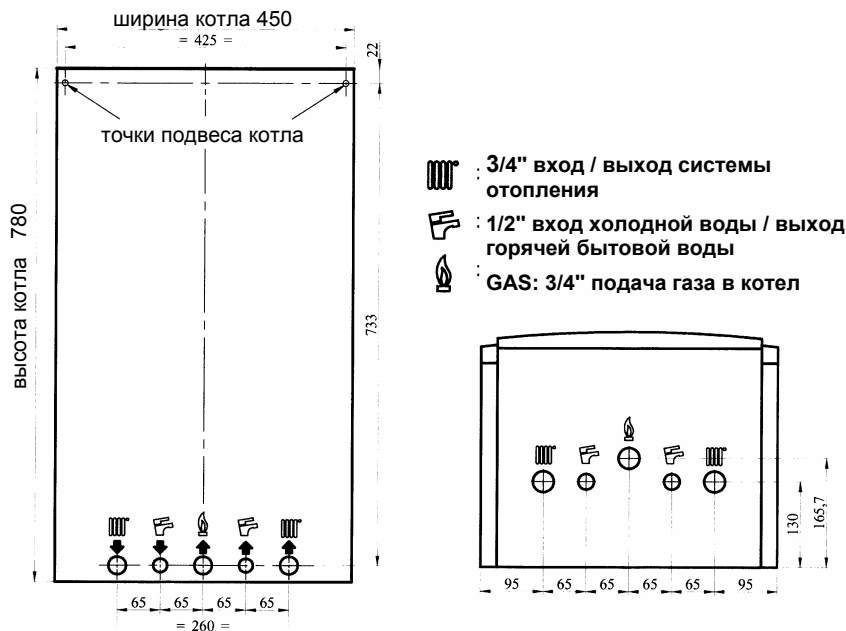 ширина котла 450
= 425 =
22
точки подвеса котла
высота котла 780
733
65 65 65 65
= 260 =
: 3/4" вход / выход системы
отопления
: 1/2" вход холодной воды / выход
горячей бытовой воды
: GAS: 3/4" подача газа в котел
130
165,7
95 65 65 65 65 95